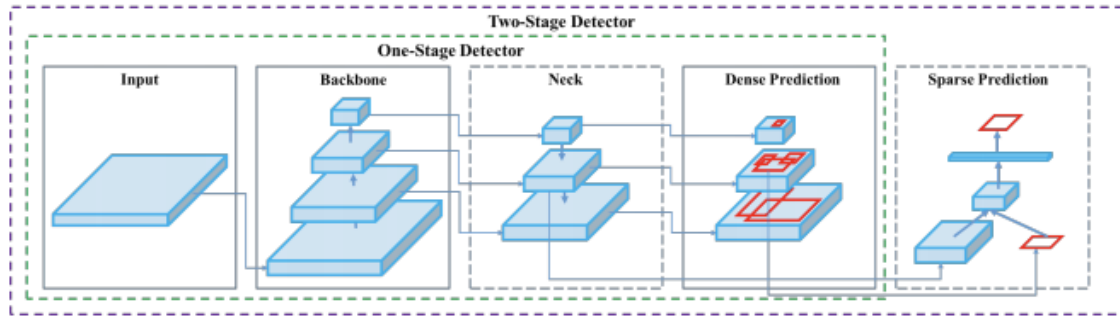 Two-Stage Detector
One-Stage Detector
Input
Backbone
Neck
Dense Prediction
Sparse Prediction